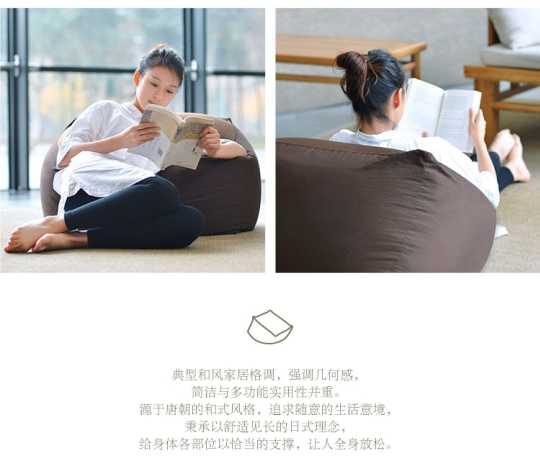 典型和风家居格调，强调几何感，
简洁与多功能实用性并重。
源于唐朝的和式风格，追求随意的生活意境，
秉承以舒适见长的日式理念，
给身体各部位以恰当的支撑，让人全身放松。